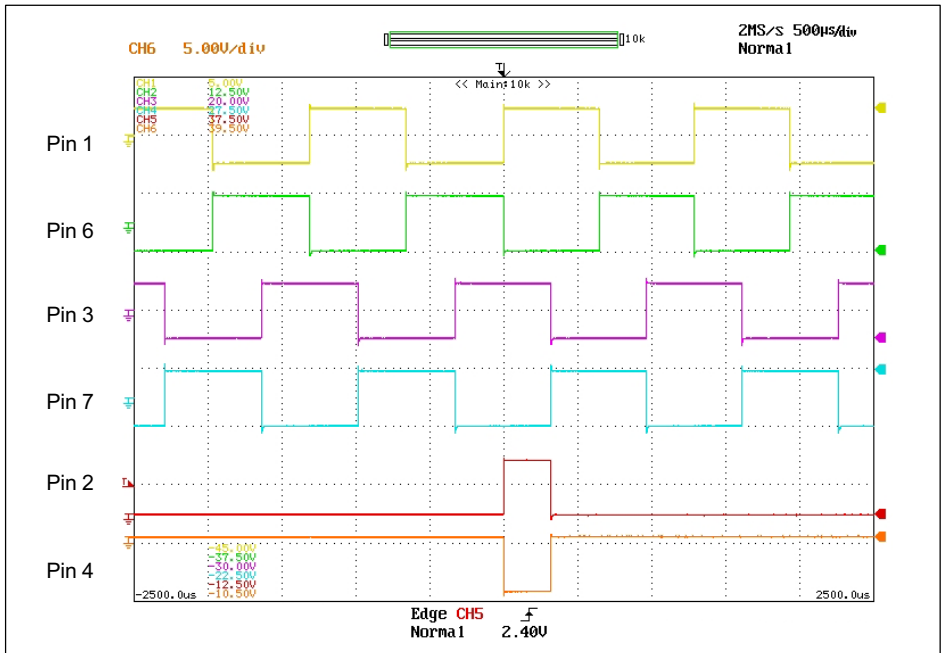 CH6 5.00V/div
10k
2MS/s 500µs/div
Normal
T
<< Main:10k >>
CH1 5.00V
CH2 12.50V
CH3 20.00V
CH4 27.50V
CH5 37.50V
CH6 39.50V
Pin 1
Pin 6
Pin 3
Pin 7
Pin 2
T
Pin 4
-45.00V
-37.50V
-30.00V
-22.50V
-12.50V
-10.50V
-2500.0us 2500.0us
Edge CH5
Normal 2.40V